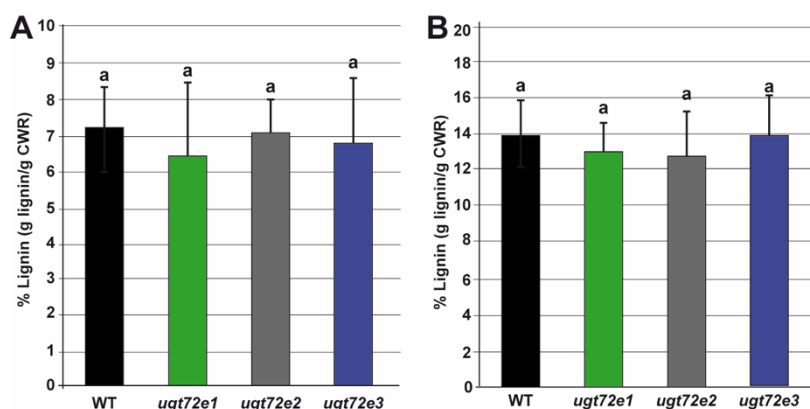 A
% Lignin (g lignin/g CWR)
10
9
8
7
6
5
4
3
2
1
0
a
a
a
a
WT
ugt72e1
ugt72e2
ugt72e3
B
% Lignin (g lignin/g CWR)
20
18
16
14
12
10
8
6
4
2
0
a
a
a
a
WT
ugt72e1
ugt72e2
ugt72e3